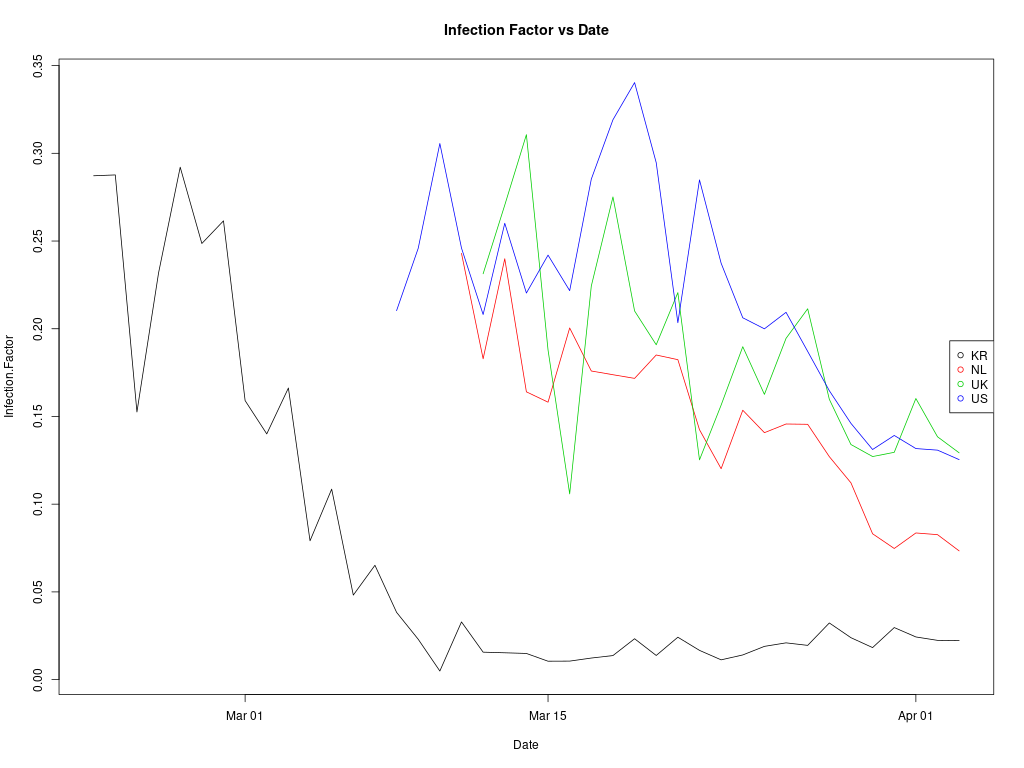 Infection Factor vs Date
0.35
0.30
0.25
0.20
0.15
0.10
0.05
0.00
Infection.Factor
KR
NL
UK
US
Mar 01
Mar 15
Apr 01
Date